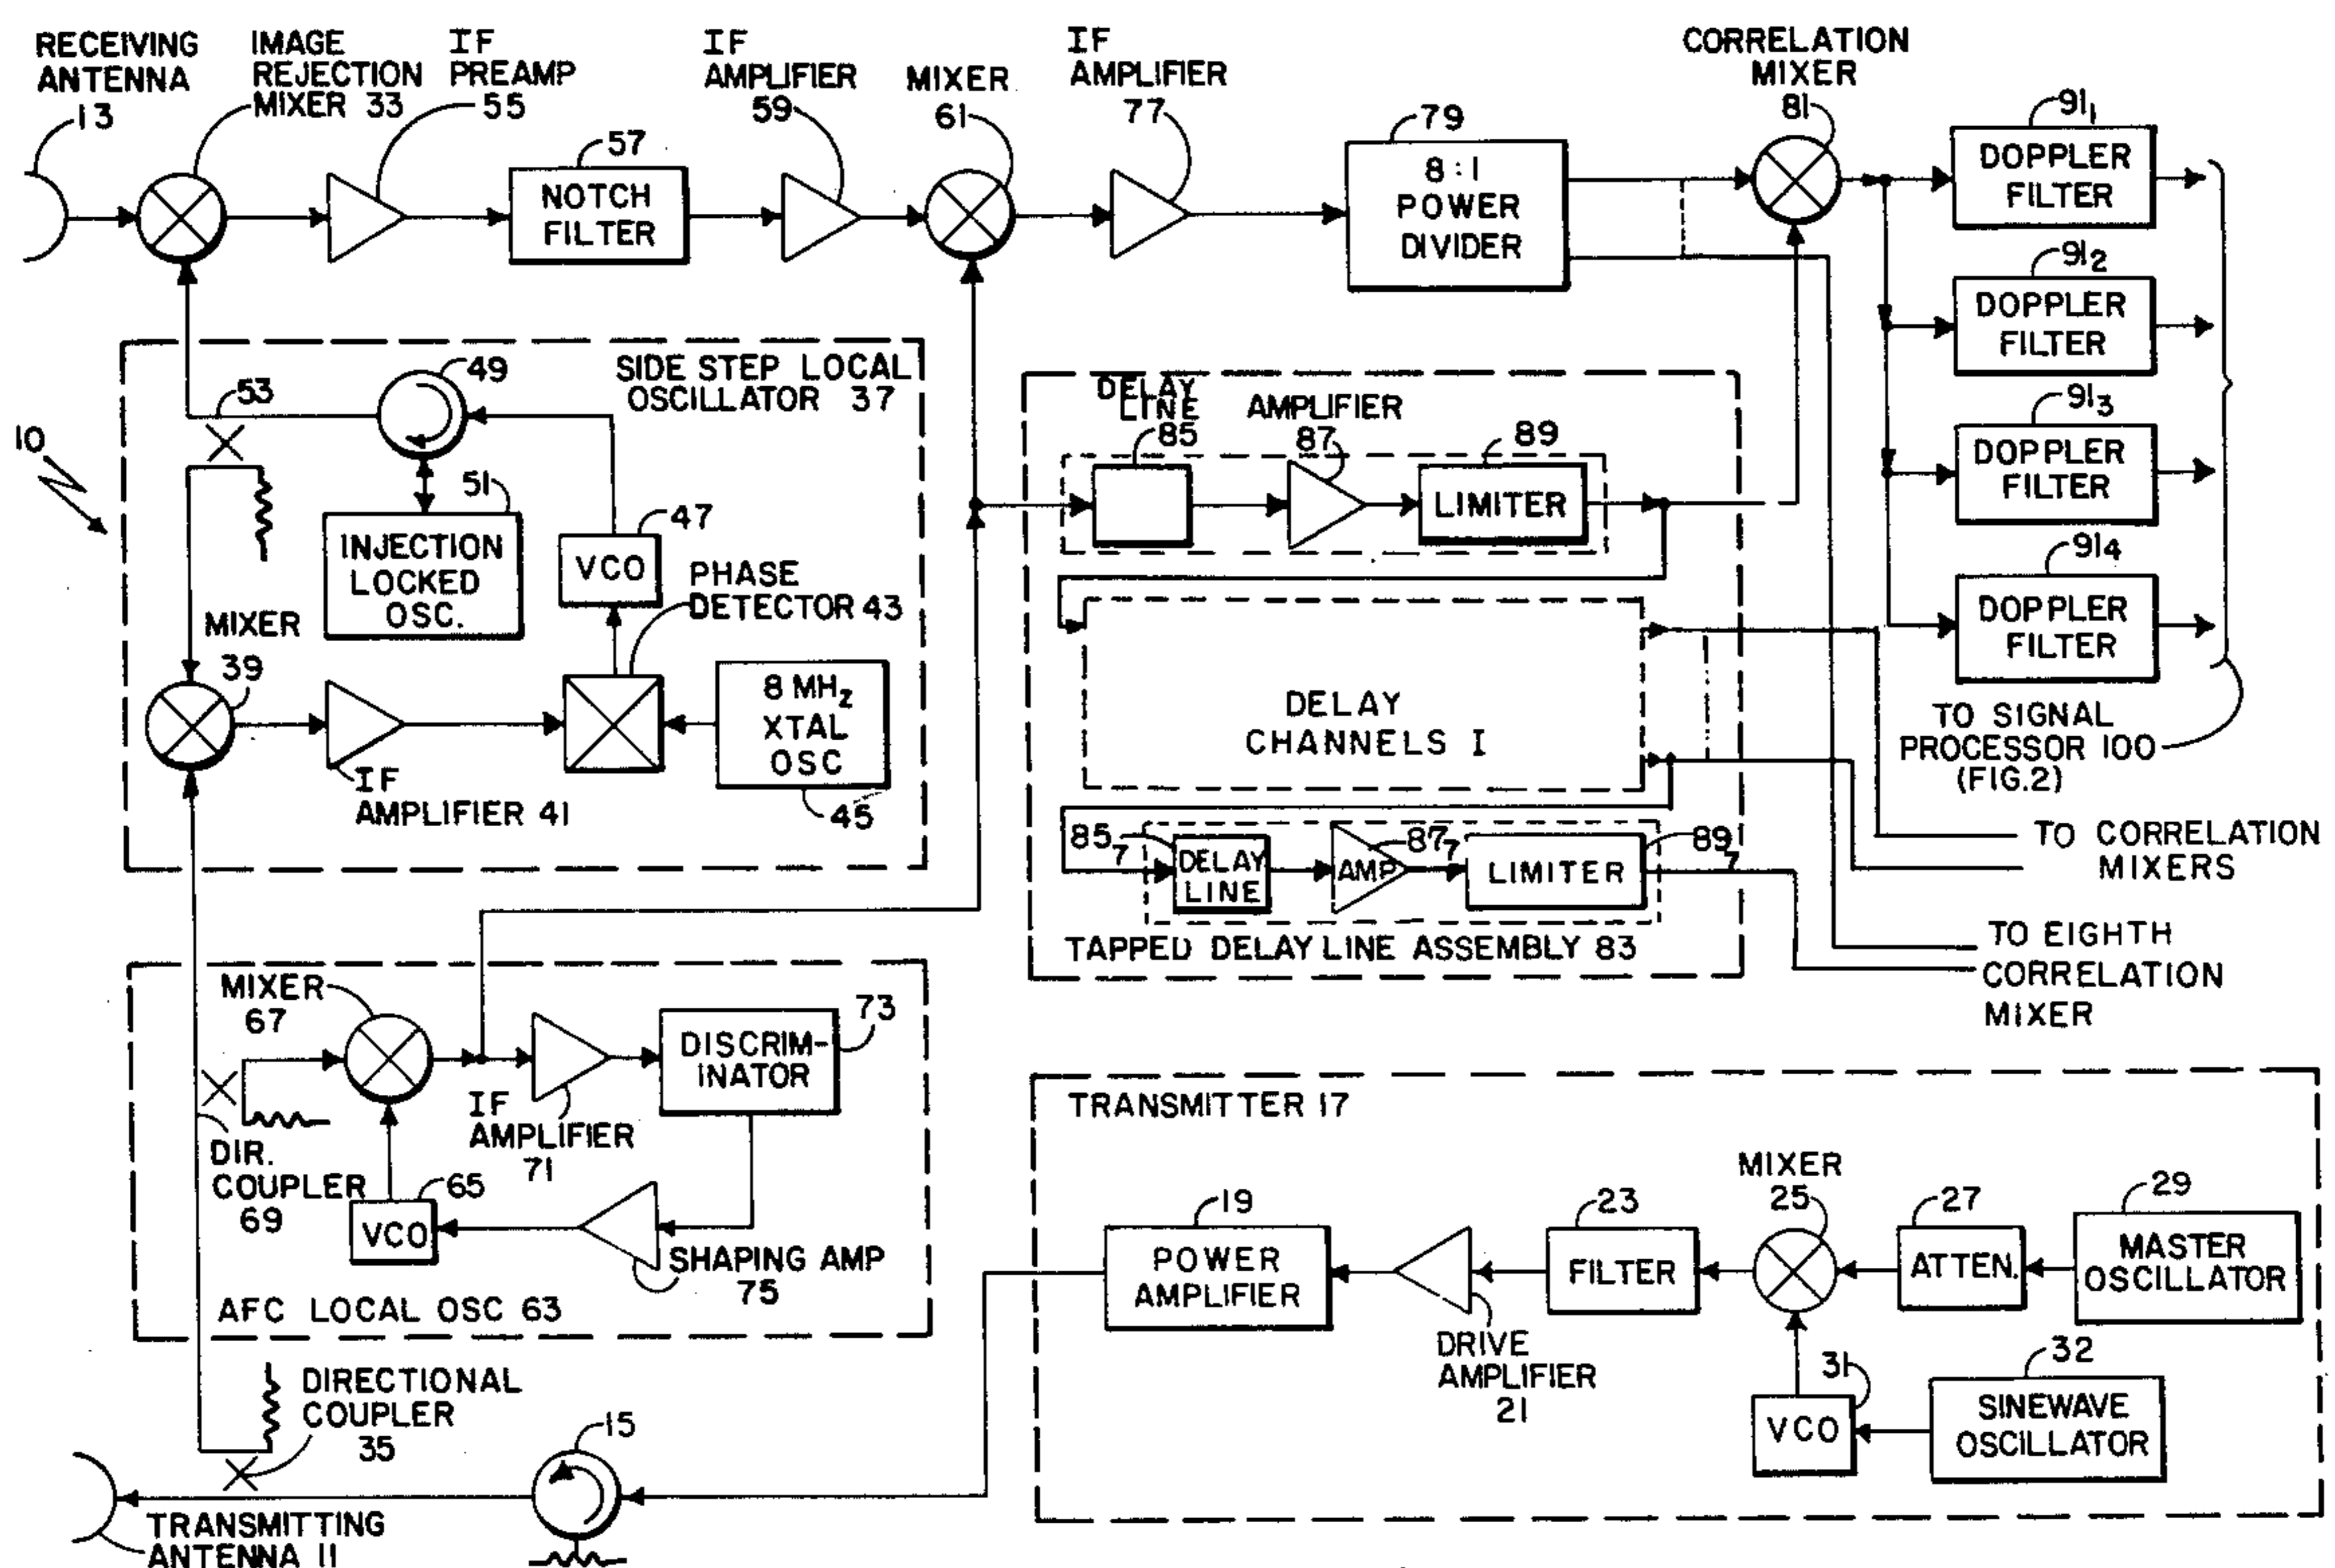 RECEIVING
ANTENNA
13
IMAGE
REJECTION
MIXER 33
IF
PREAMP
55
57
NOTCH
FILTER
IF
AMPLIFIER
59
MIXER
61
IF
AMPLIFIER
77
79
8:1
POWER
DIVIDER
CORRELATION
MIXER
81
91₁
DOPPLER
FILTER
91₂
DOPPLER
FILTER
91₃
DOPPLER
FILTER
91₄
DOPPLER
FILTER
TO SIGNAL
PROCESSOR 100
(FIG.2)
10
SIDE STEP LOCAL
OSCILLATOR 37
49
53
51
INJECTION
LOCKED
OSC.
47
VCO
PHASE
DETECTOR 43
MIXER
39
IF
AMPLIFIER 41
8 MHz
XTAL
OSC
45
DELAY
LINE
85
AMPLIFIER
87
89
LIMITER
DELAY
CHANNELS I
85₇
DELAY
LINE
87₇
AMP
LIMITER
89₇
TAPPED DELAY LINE ASSEMBLY 83
TO CORRELATION
MIXERS
TO EIGHTH
CORRELATION
MIXER
MIXER
67
73
DISCRIM-
INATOR
IF
AMPLIFIER
71
DIR.
COUPLER
69
65
VCO
SHAPING AMP
75
AFC LOCAL OSC 63
DIRECTIONAL
COUPLER
35
15
TRANSMITTING
ANTENNA 11
TRANSMITTER 17
19
POWER
AMPLIFIER
DRIVE
AMPLIFIER
21
23
FILTER
MIXER
25
27
ATTEN.
29
MASTER
OSCILLATOR
31
VCO
32
SINEWAVE
OSCILLATOR